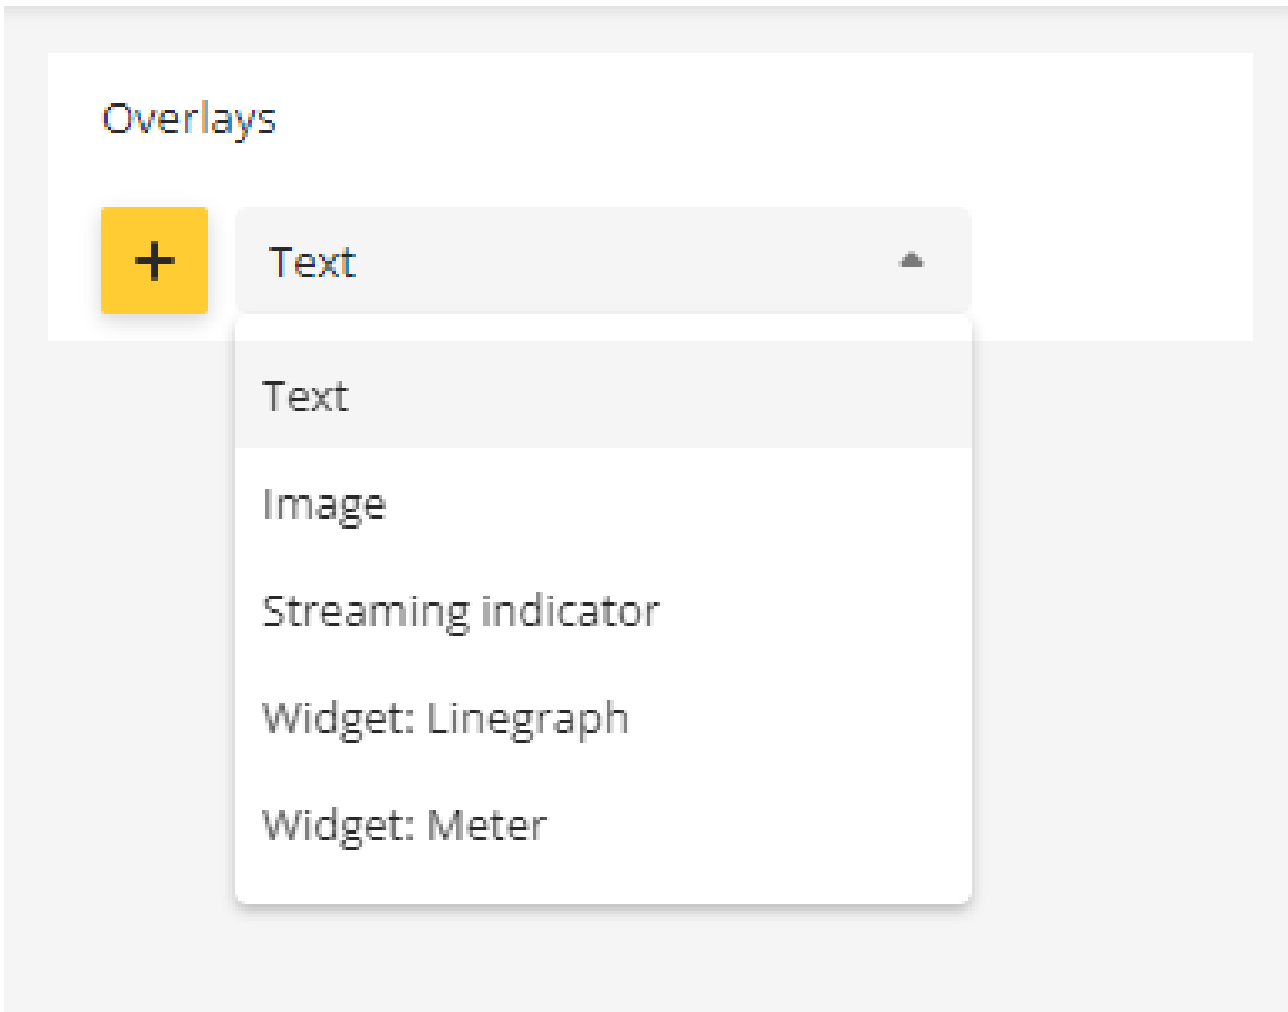 Overlays
+ Text
Text
Image
Streaming indicator
Widget: Linegraph
Widget: Meter